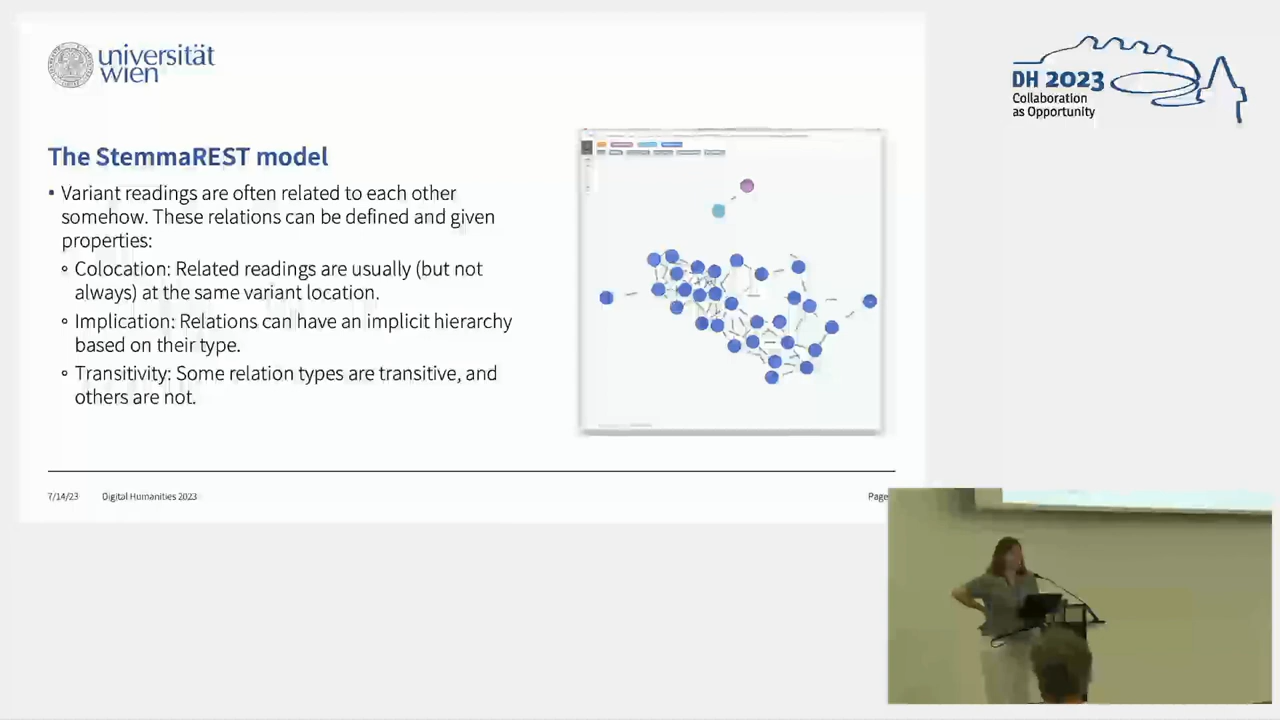 universität
wien
DH 2023
Collaboration
as Opportunity
The StemmaREST model
▪ Variant readings are often related to each other
somehow. These relations can be defined and given
properties:
◦ Colocation: Related readings are usually (but not
always) at the same variant location.
◦ Implication: Relations can have an implicit hierarchy
based on their type.
◦ Transitivity: Some relation types are transitive, and
others are not.
7/14/23 Digital Humanities 2023 Page